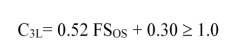 C₃L= 0.52 FSOS + 0.30 ≥ 1.0